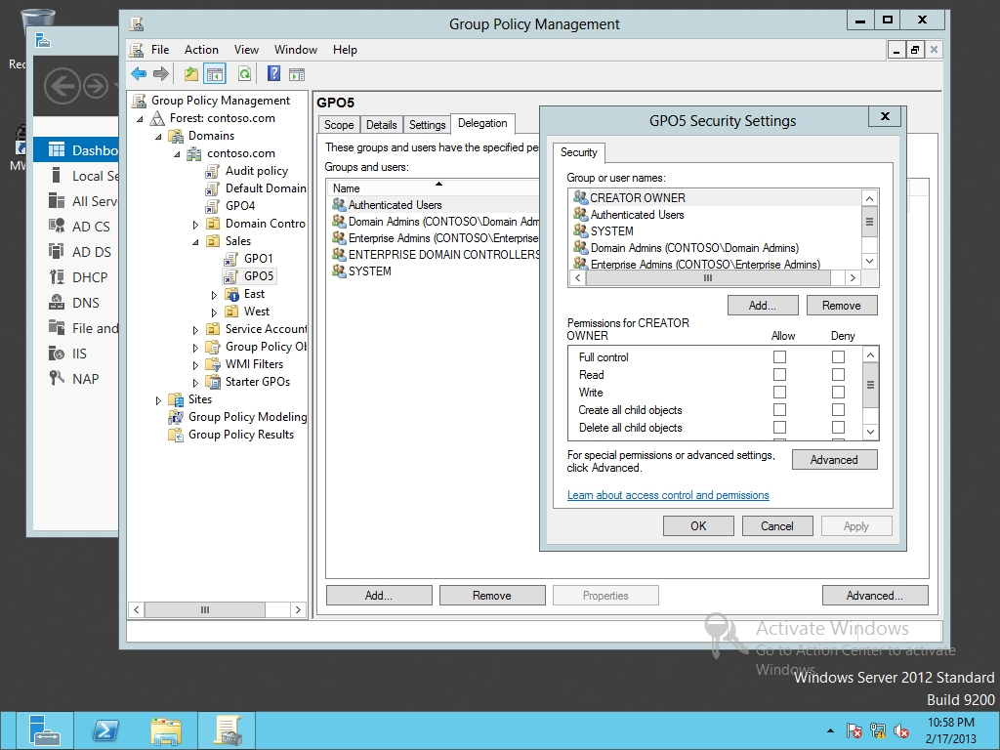 Group Policy Management
File Action View Window Help
Group Policy Management
Forest: contoso.com
Domains
contoso.com
Audit policy
Default Domain
GPO4
Domain Contro
Sales
GPO1
GPO5
East
West
Service Account
Group Policy Ob
WMI Filters
Starter GPOs
Sites
Group Policy Modeling
Group Policy Results
GPO5
Scope Details Settings Delegation
These groups and users have the specified pe
Groups and users:
Name
Authenticated Users
Domain Admins (CONTOSO\Domain Adm
Enterprise Admins (CONTOSO\Enterprise
ENTERPRISE DOMAIN CONTROLLERS
SYSTEM
Add... Remove Properties Advanced...
GPO5 Security Settings
Security
Group or user names:
CREATOR OWNER
Authenticated Users
SYSTEM
Domain Admins (CONTOSO\Domain Admins)
Enterprise Admins (CONTOSO\Enterprise Admins)
Add... Remove
Permissions for CREATOR
OWNER Allow Deny
Full control
Read
Write
Create all child objects
Delete all child objects
For special permissions or advanced settings,
click Advanced.
Advanced
Learn about access control and permissions
OK Cancel Apply
Rec
MW
Dashbo
Local Se
All Serv
AD CS
AD DS
DHCP
DNS
File and
IIS
NAP
Activate Windows
Go to Action Center to activate
Windows.
Windows Server 2012 Standard
Build 9200
10:58 PM
2/17/2013